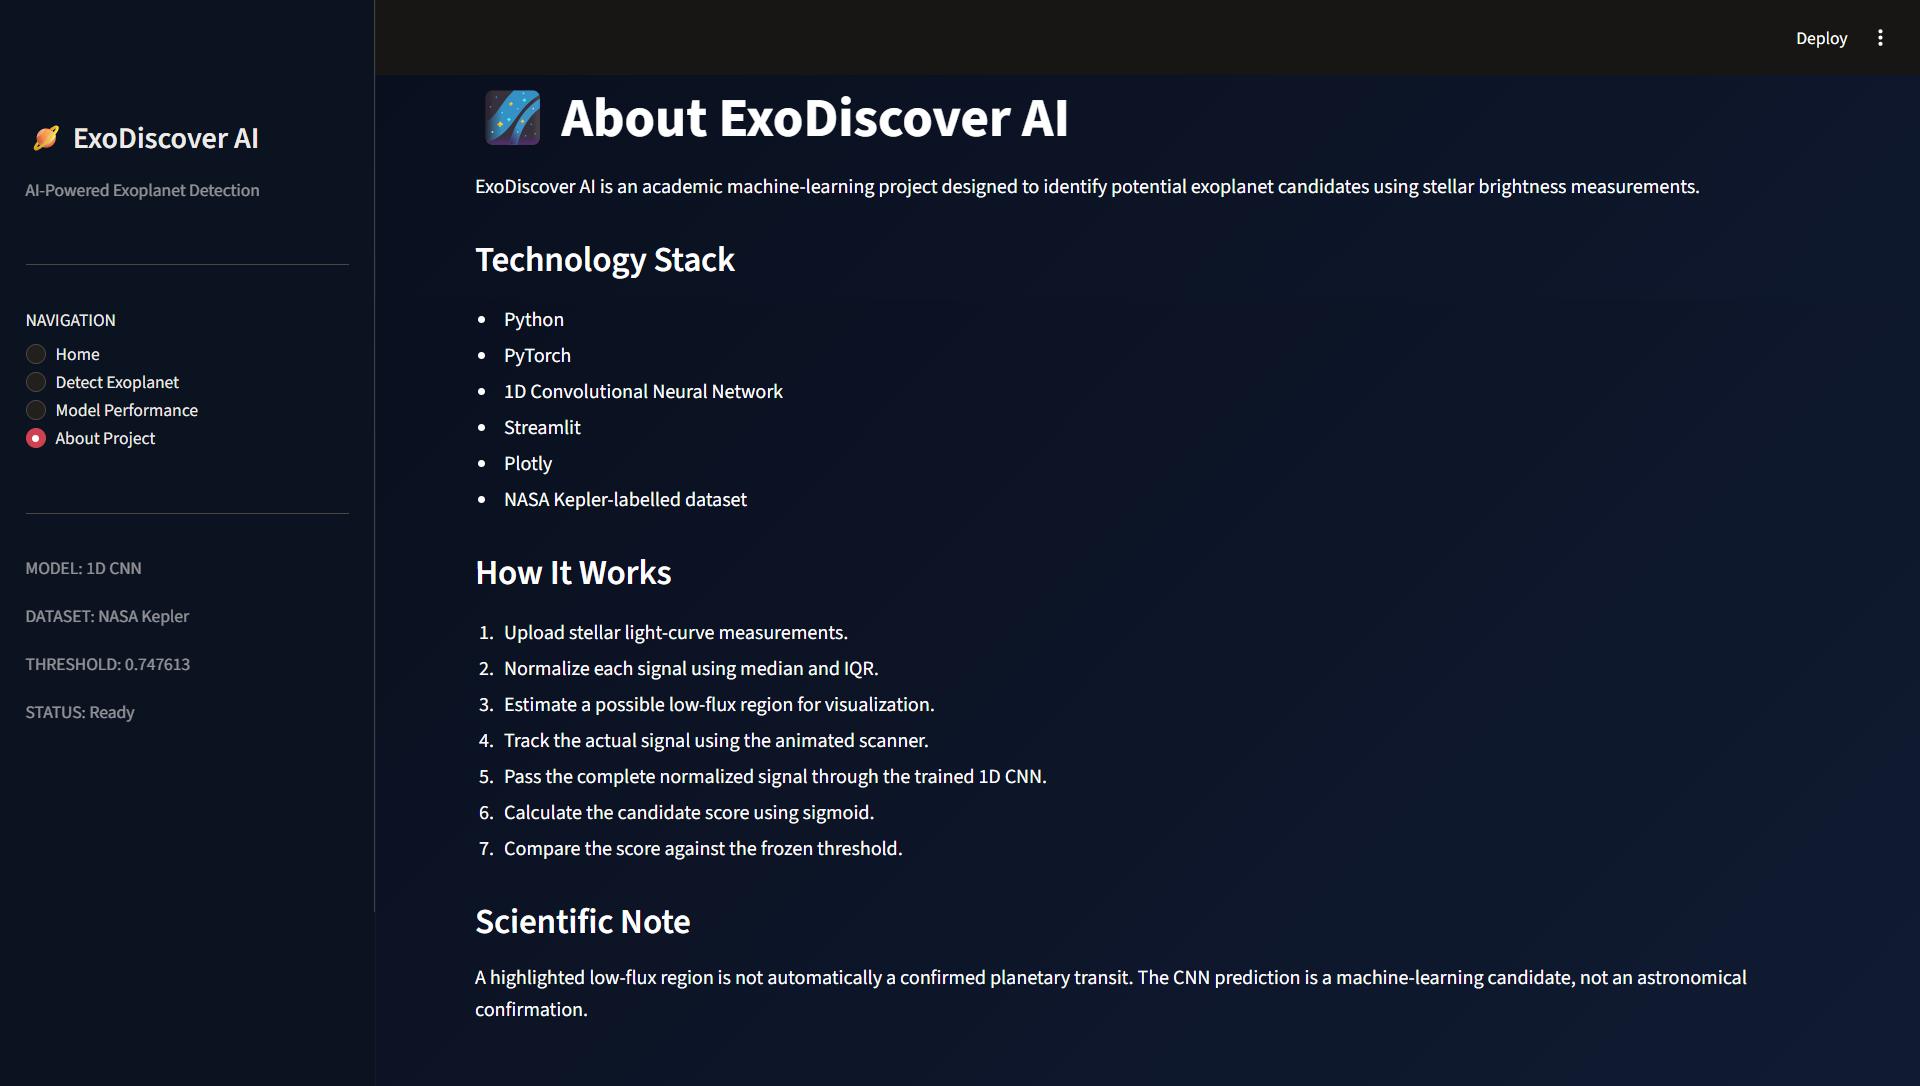 Deploy
ExoDiscover AI
AI-Powered Exoplanet Detection
NAVIGATION
Home
Detect Exoplanet
Model Performance
About Project
MODEL: 1D CNN
DATASET: NASA Kepler
THRESHOLD: 0.747613
STATUS: Ready
About ExoDiscover AI
ExoDiscover AI is an academic machine-learning project designed to identify potential exoplanet candidates using stellar brightness measurements.
Technology Stack
• Python
• PyTorch
• 1D Convolutional Neural Network
• Streamlit
• Plotly
• NASA Kepler-labelled dataset
How It Works
1. Upload stellar light-curve measurements.
2. Normalize each signal using median and IQR.
3. Estimate a possible low-flux region for visualization.
4. Track the actual signal using the animated scanner.
5. Pass the complete normalized signal through the trained 1D CNN.
6. Calculate the candidate score using sigmoid.
7. Compare the score against the frozen threshold.
Scientific Note
A highlighted low-flux region is not automatically a confirmed planetary transit. The CNN prediction is a machine-learning candidate, not an astronomical
confirmation.